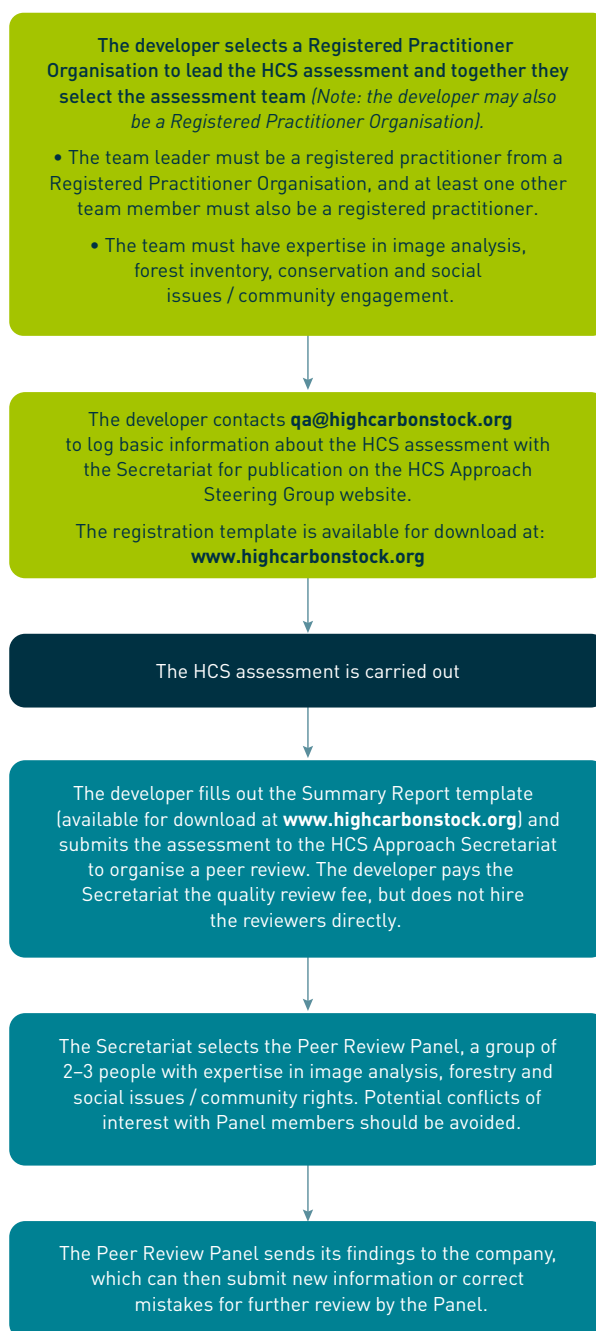 The developer selects a Registered Practitioner
Organisation to lead the HCS assessment and together they
select the assessment team (Note: the developer may also
be a Registered Practitioner Organisation).
• The team leader must be a registered practitioner from a
Registered Practitioner Organisation, and at least one other
team member must also be a registered practitioner.
• The team must have expertise in image analysis,
forest inventory, conservation and social
issues / community engagement.
The developer contacts qa@highcarbonstock.org
to log basic information about the HCS assessment with
the Secretariat for publication on the HCS Approach
Steering Group website.
The registration template is available for download at:
www.highcarbonstock.org
The HCS assessment is carried out
The developer fills out the Summary Report template
(available for download at www.highcarbonstock.org) and
submits the assessment to the HCS Approach Secretariat
to organise a peer review. The developer pays the
Secretariat the quality review fee, but does not hire
the reviewers directly.
The Secretariat selects the Peer Review Panel, a group of
2–3 people with expertise in image analysis, forestry and
social issues / community rights. Potential conflicts of
interest with Panel members should be avoided.
The Peer Review Panel sends its findings to the company,
which can then submit new information or correct
mistakes for further review by the Panel.